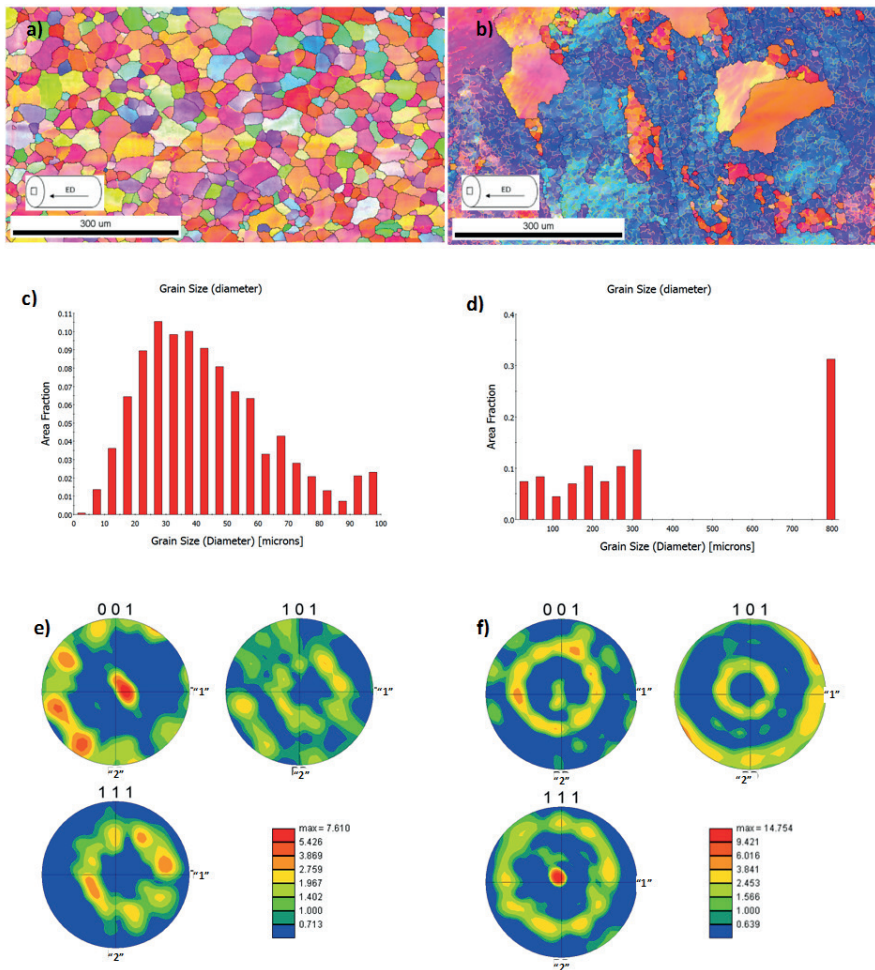 a)
b)
ED
ED
300 um
300 um
c)
Grain Size (diameter)
d)
Grain Size (diameter)
Area Fraction
0.11
0.10
0.09
0.08
0.07
0.06
0.05
0.04
0.03
0.02
0.01
0.00
0 10 20 30 40 50 60 70 80 90 100
Grain Size (Diameter) [microns]
Area Fraction
0.4
0.3
0.2
0.1
0.0
100 200 300 400 500 600 700 800
Grain Size (Diameter) [microns]
e)
0 0 1
1 0 1
"1"
"1"
"2"
"2"
1 1 1
"1"
"2"
max = 7.610
5.426
3.869
2.759
1.967
1.402
1.000
0.713
f)
0 0 1
1 0 1
"1"
"1"
"2"
"2"
1 1 1
"1"
"2"
max = 14.754
9.421
6.016
3.841
2.453
1.566
1.000
0.639